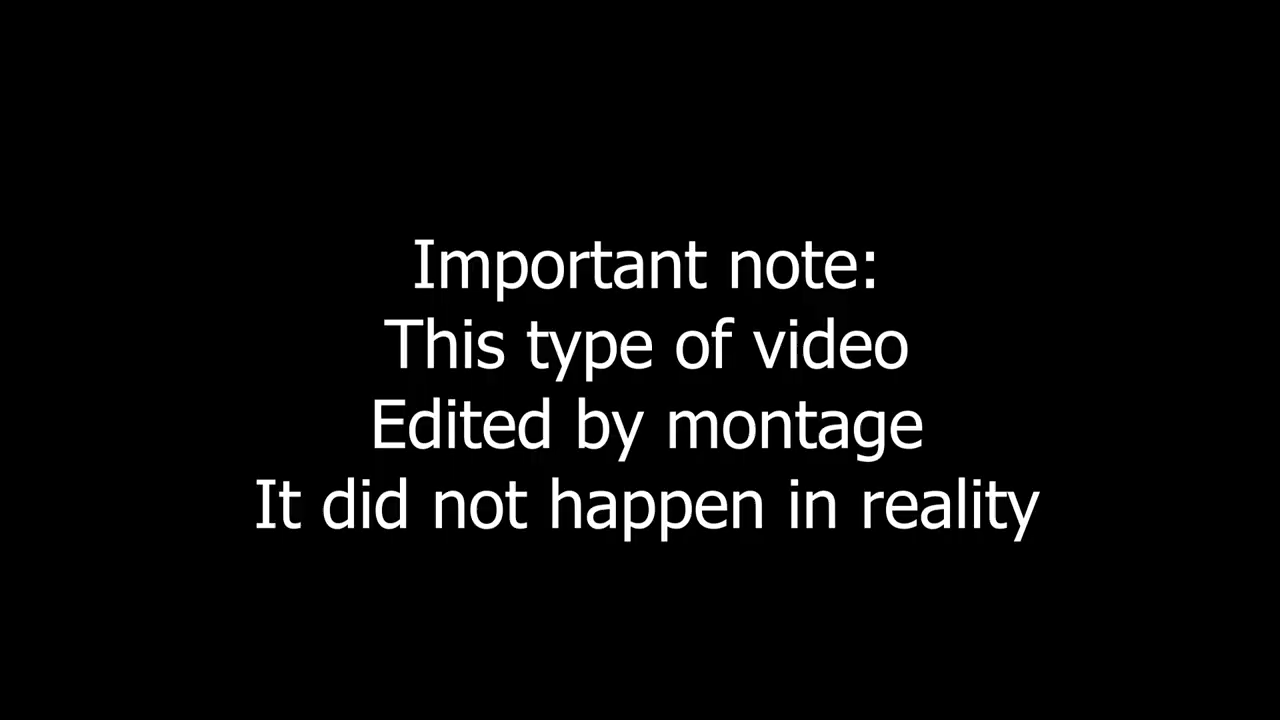 Important note:
This type of video
Edited by montage
It did not happen in reality